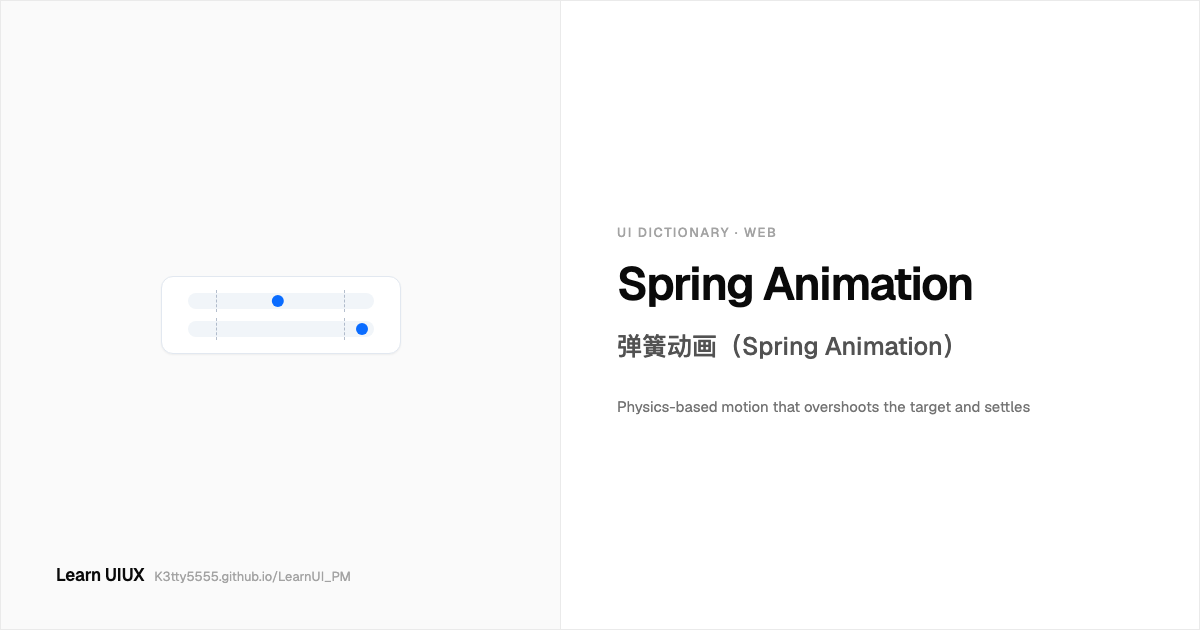 UI DICTIONARY · WEB
Spring Animation
弹簧动画（Spring Animation）
Physics-based motion that overshoots the target and settles
Learn UIUX K3tty5555.github.io/LearnUI_PM